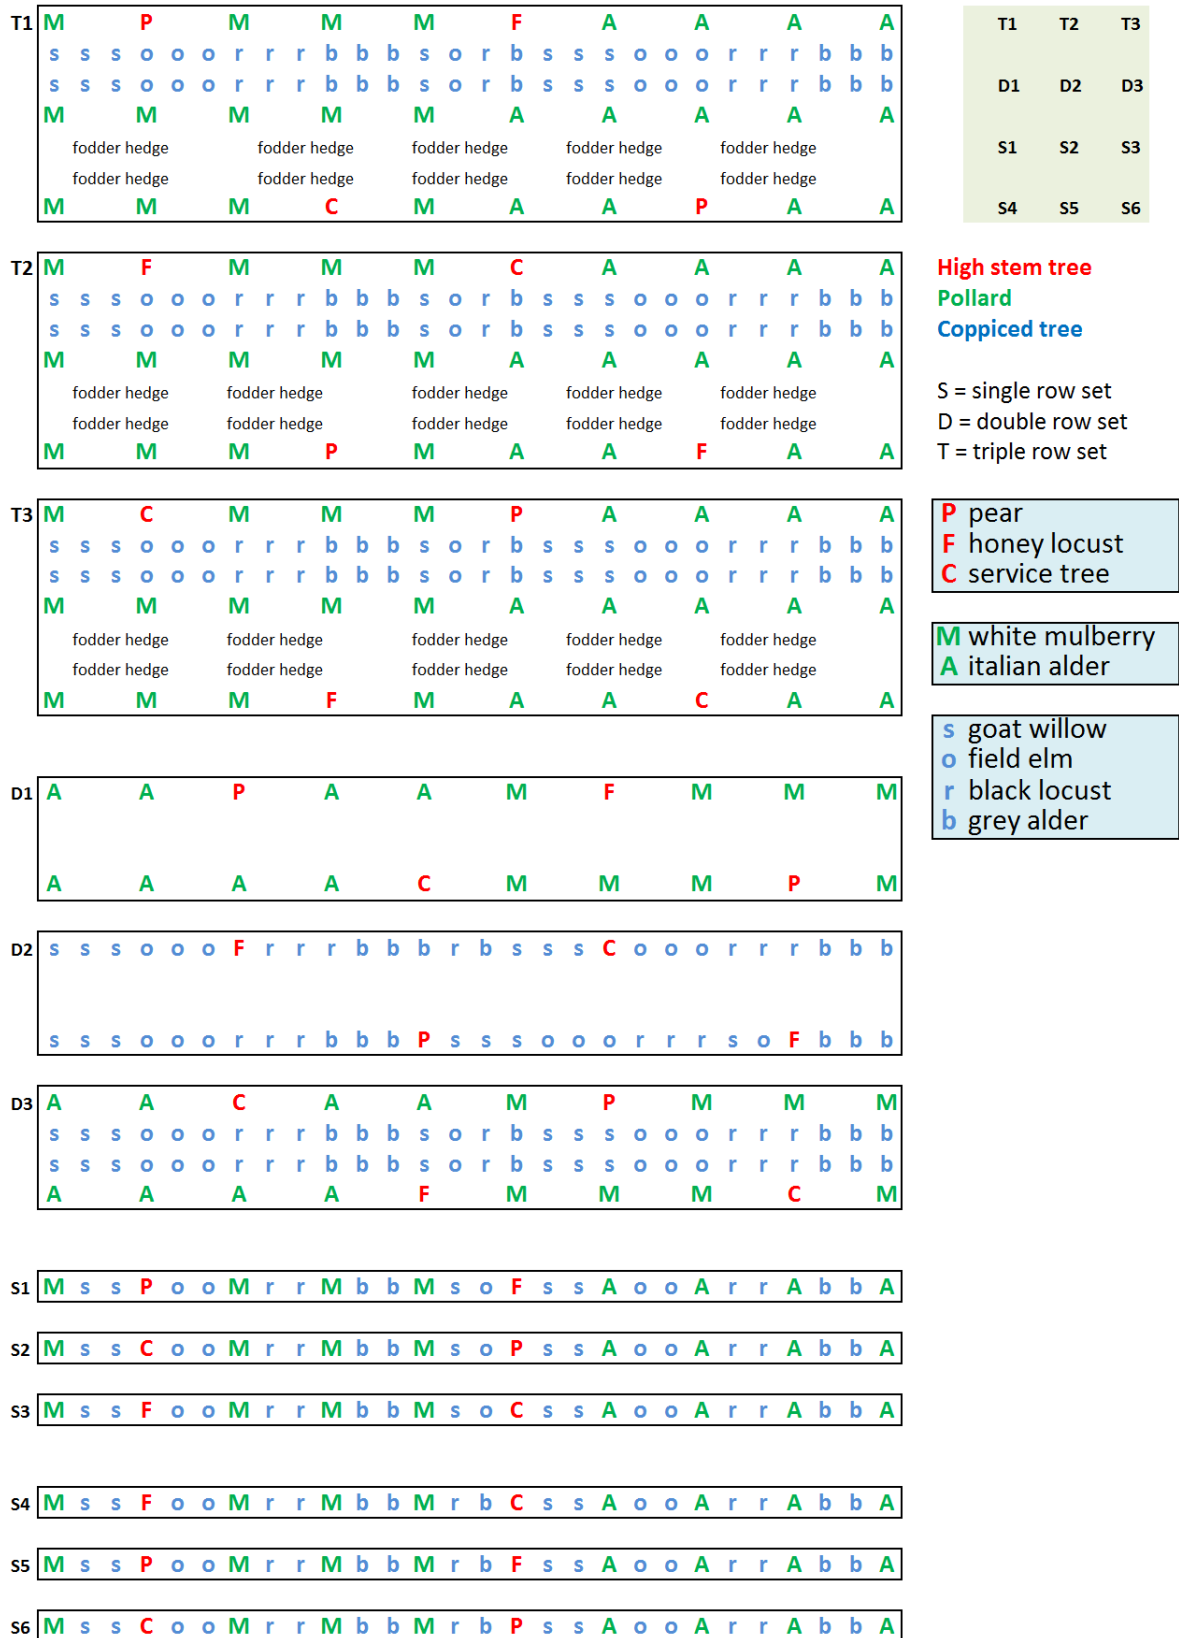 T1 M P M M M F A A A A
s s s o o o r r r b b b s o r b s s s o o o r r r b b b
s s s o o o r r r b b b s o r b s s s o o o r r r b b b
M M M M M A A A A A
fodder hedge fodder hedge fodder hedge fodder hedge fodder hedge
fodder hedge fodder hedge fodder hedge fodder hedge fodder hedge
M M M C M A A P A A
T2 M F M M M C A A A A
s s s o o o r r r b b b s o r b s s s o o o r r r b b b
s s s o o o r r r b b b s o r b s s s o o o r r r b b b
M M M M M A A A A A
fodder hedge fodder hedge fodder hedge fodder hedge fodder hedge
fodder hedge fodder hedge fodder hedge fodder hedge fodder hedge
M M M P M A A F A A
T3 M C M M M P A A A A
s s s o o o r r r b b b s o r b s s s o o o r r r b b b
s s s o o o r r r b b b s o r b s s s o o o r r r b b b
M M M M M A A A A A
fodder hedge fodder hedge fodder hedge fodder hedge fodder hedge
fodder hedge fodder hedge fodder hedge fodder hedge fodder hedge
M M M F M A A C A A
D1 A A P A A M F M M M
A A A A C M M M P M
D2 s s s o o o F r r r b b b r b s s s C o o o r r r b b b
s s s o o o r r r b b b P s s s o o o r r r s o F b b b
D3 A A C A A M P M M M
s s s o o o r r r b b b s o r b s s s o o o r r r b b b
s s s o o o r r r b b b s o r b s s s o o o r r r b b b
A A A A F M M M C M
S1 M s s P o o M r r M b b M s o F s s A o o A r r A b b A
S2 M s s C o o M r r M b b M s o P s s A o o A r r A b b A
S3 M s s F o o M r r M b b M s o C s s A o o A r r A b b A
S4 M s s F o o M r r M b b M r b C s s A o o A r r A b b A
S5 M s s P o o M r r M b b M r b F s s A o o A r r A b b A
S6 M s s C o o M r r M b b M r b P s s A o o A r r A b b A
T1 T2 T3
D1 D2 D3
S1 S2 S3
S4 S5 S6
High stem tree
Pollard
Coppiced tree
S = single row set
D = double row set
T = triple row set
P pear
F honey locust
C service tree
M white mulberry
A italian alder
s goat willow
o field elm
r black locust
b grey alder